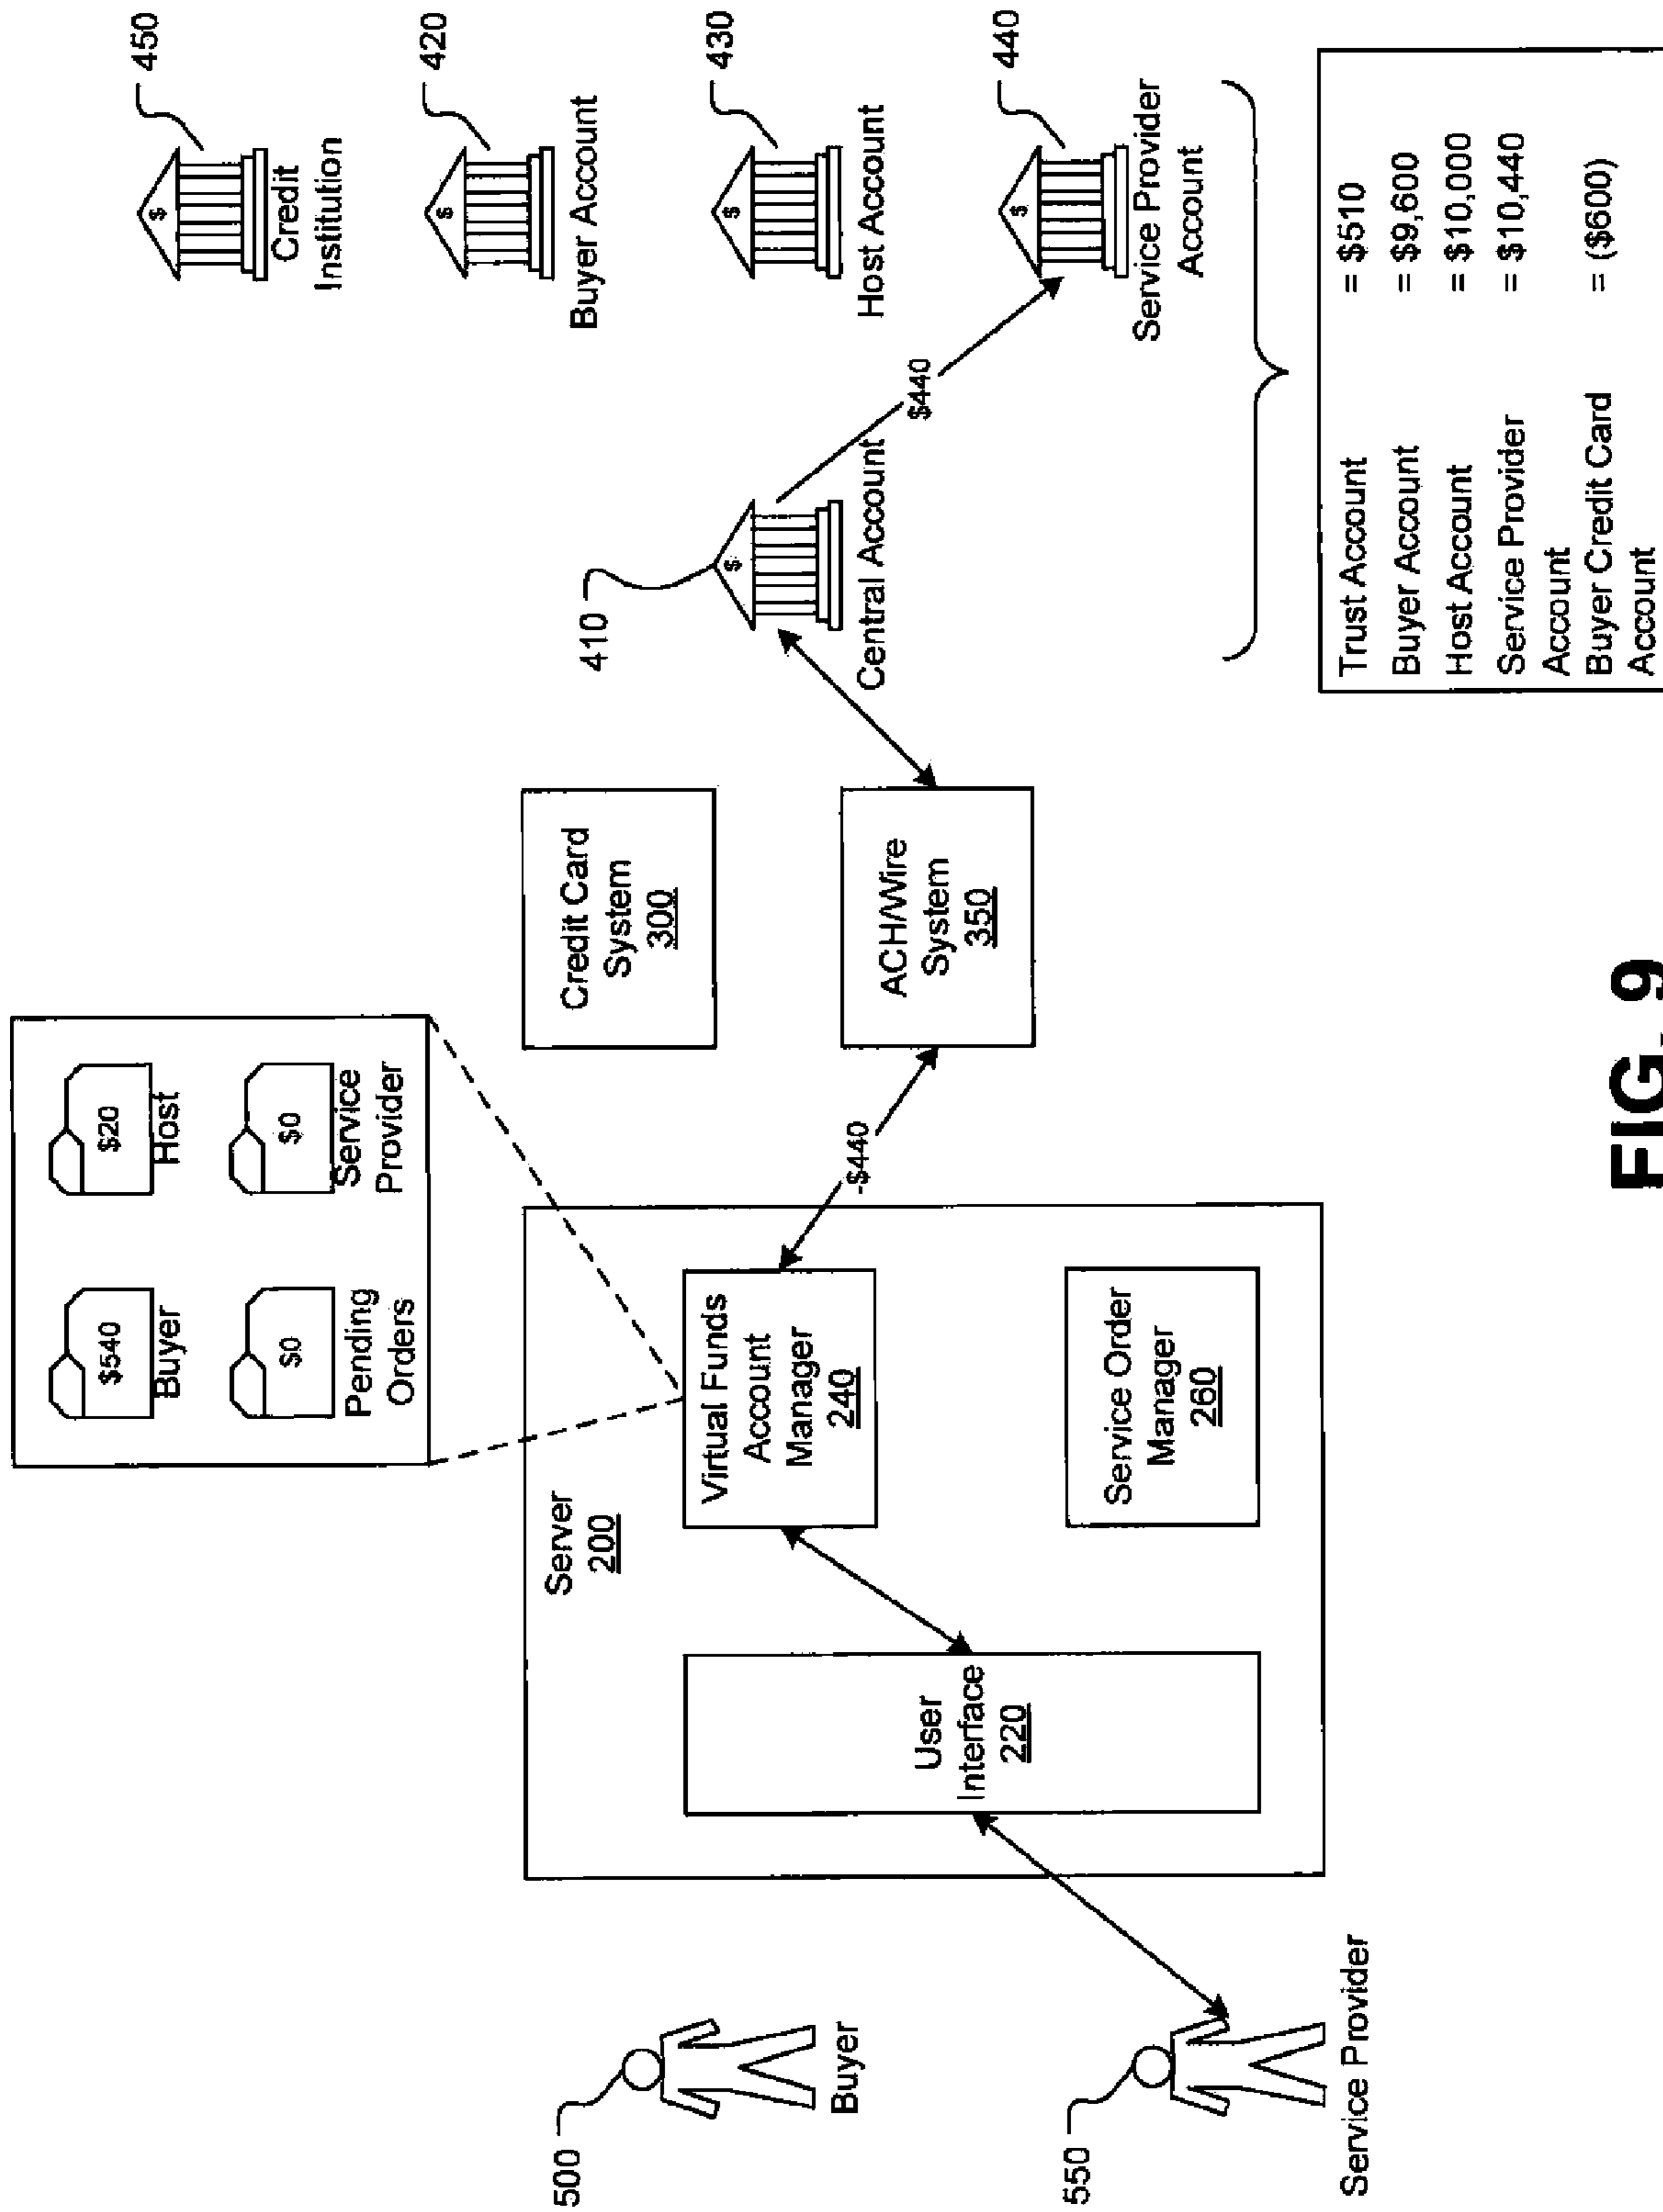 $540
Buyer
$20
Host
$0
Pending
Orders
$0
Service
Provider
450
Credit
Institution
420
Buyer Account
430
Host Account
440
Service Provider
Account
410
Central Account
$440
Credit Card
System
300
ACH/Wire
System
350
-$440
Server
200
Virtual Funds
Account
Manager
240
Service Order
Manager
260
User
Interface
220
500
Buyer
550
Service Provider
Trust Account = $510
Buyer Account = $9,600
Host Account = $10,000
Service Provider = $10,440
Account
Buyer Credit Card = ($600)
Account
$
$
$
$
$
FIG. 9